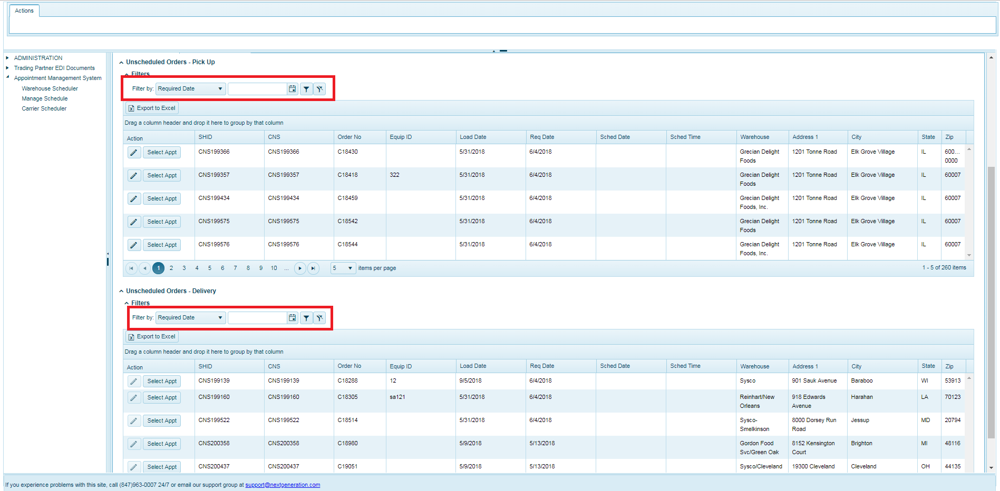 Actions
ADMINISTRATION
Trading Partner EDI Documents
Appointment Management System
Warehouse Scheduler
Manage Schedule
Carrier Scheduler
Unscheduled Orders - Pick Up
Filters
Filter by: Required Date
Export to Excel
Drag a column header and drop it here to group by that column
Action SHID CNS Order No Equip ID Load Date Req Date Sched Date Sched Time Warehouse Address 1 City State Zip
Select Appt CNS199366 CNS199366 C18430 5/31/2018 6/4/2018 Grecian Delight 1201 Tonne Road Elk Grove Village IL 600...
Foods 0000
Select Appt CNS199357 CNS199357 C18418 322 5/31/2018 6/4/2018 Grecian Delight 1201 Tonne Road Elk Grove Village IL 60007
Foods
Select Appt CNS199434 CNS199434 C18459 5/31/2018 6/4/2018 Grecian Delight 1201 Tonne Road Elk Grove Village IL 60007
Foods, Inc.
Select Appt CNS199575 CNS199575 C18542 5/31/2018 6/4/2018 Grecian Delight 1201 Tonne Road Elk Grove Village IL 60007
Foods
Select Appt CNS199576 CNS199576 C18544 5/31/2018 6/4/2018 Grecian Delight 1201 Tonne Road Elk Grove Village IL 60007
Foods, Inc.
1 2 3 4 5 6 7 8 9 10 ... 5 items per page 1 - 5 of 260 items
Unscheduled Orders - Delivery
Filters
Filter by: Required Date
Export to Excel
Drag a column header and drop it here to group by that column
Action SHID CNS Order No Equip ID Load Date Req Date Sched Date Sched Time Warehouse Address 1 City State Zip
Select Appt CNS199139 CNS199139 C18288 12 9/5/2018 6/4/2018 Sysco 901 Sauk Avenue Baraboo WI 53913
Select Appt CNS199160 CNS199160 C18305 sa121 5/31/2018 6/4/2018 Reinhart/New 918 Edwards Harahan LA 70123
Orleans Avenue
Select Appt CNS199522 CNS199522 C18514 5/31/2018 6/4/2018 Sysco- 8000 Dorsey Run Jessup MD 20794
Smelkinson Road
Select Appt CNS200358 CNS200358 C18980 5/9/2018 5/13/2018 Gordon Food 8152 Kensington Brighton MI 48116
Svc/Green Oak Court
Select Appt CNS200437 CNS200437 C19051 5/9/2018 5/13/2018 Sysco/Cleveland 19300 Cleveland Cleveland OH 44135
If you experience problems with this site, call (847)963-0007 24/7 or email our support group at support@nextgeneration.com